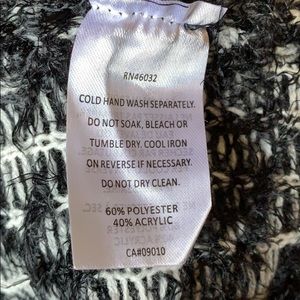 RN46032
COLD HAND WASH SEPARATELY.
DO NOT SOAK, BLEACH OR
TUMBLE DRY. COOL IRON
ON REVERSE IF NECESSARY.
DO NOT DRY CLEAN.
60% POLYESTER
40% ACRYLIC
CA#09010